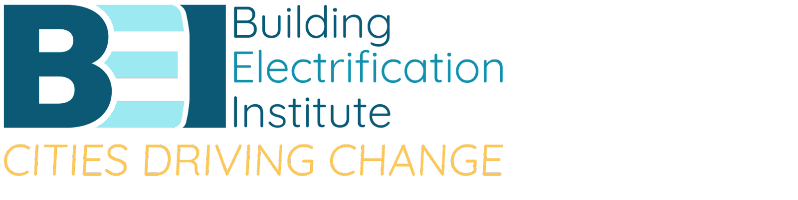 BEI
Building
Electrification
Institute
CITIES DRIVING CHANGE